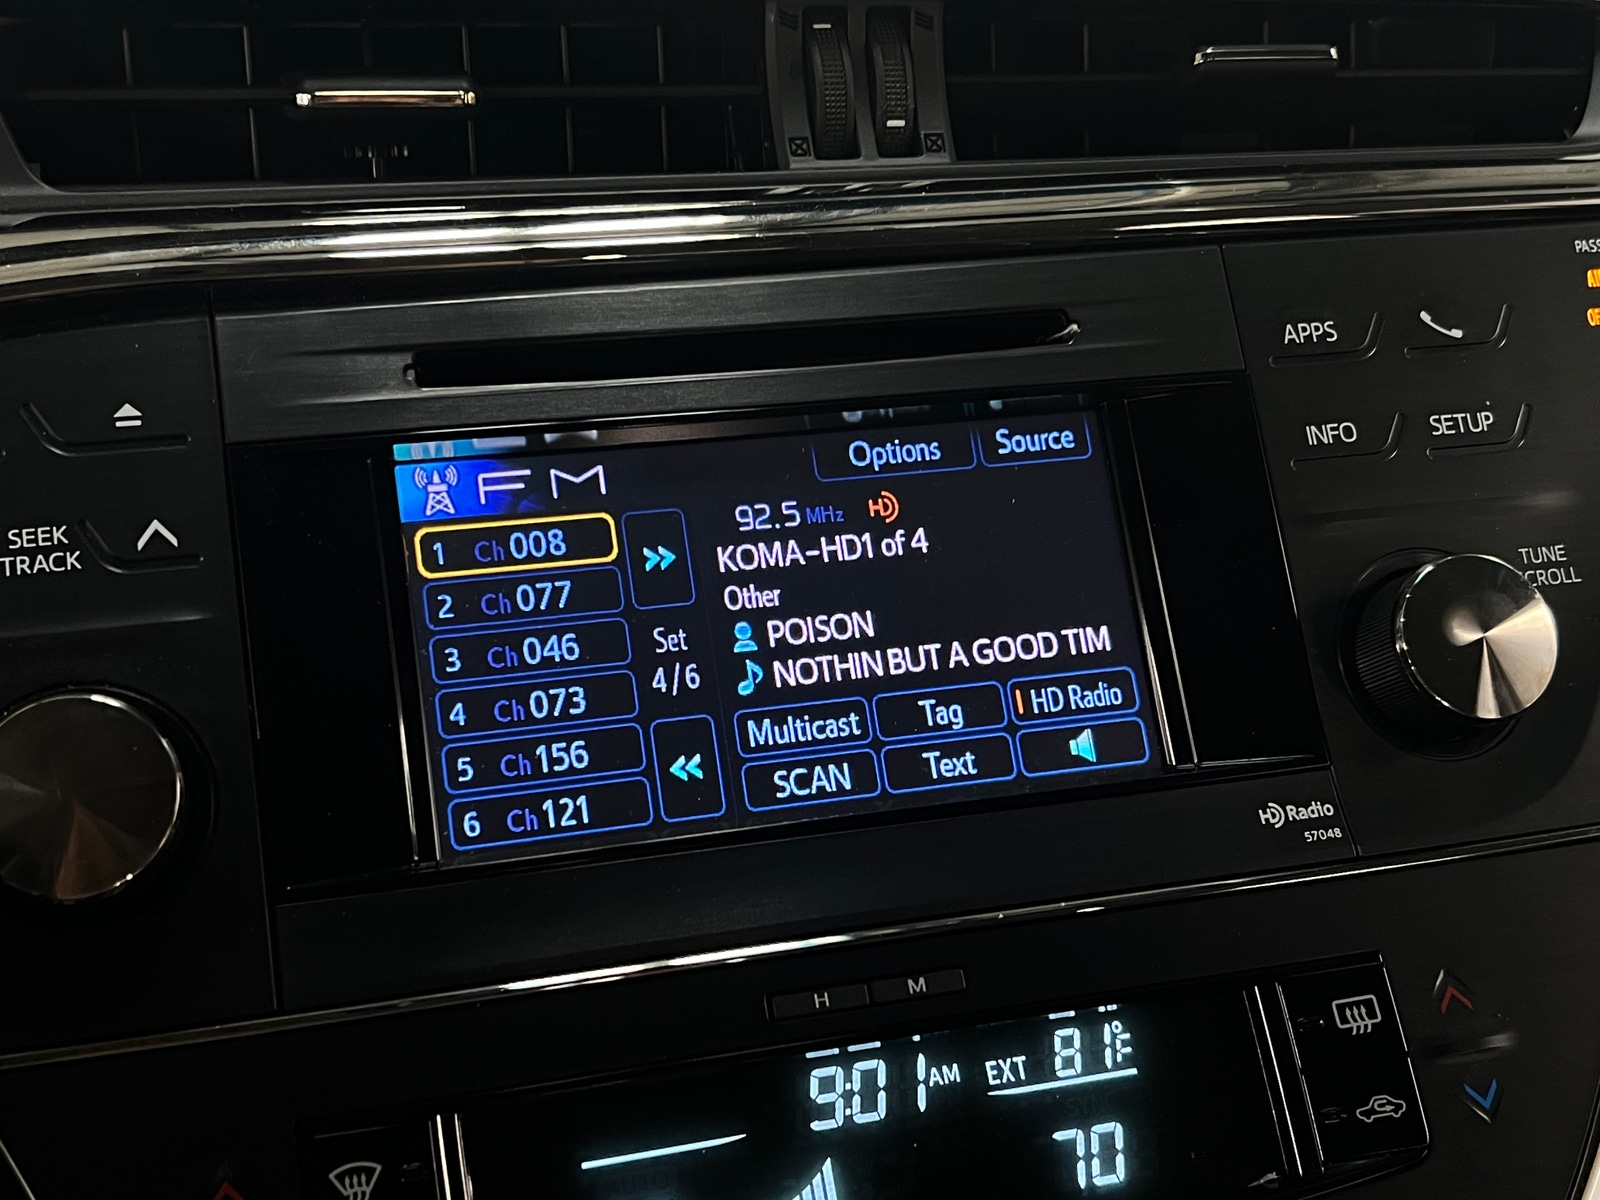 PASS
SEEK
TRACK
APPS
INFO
SETUP
TUNE
SCROLL
FM
Options
Source
1 Ch 008
2 Ch 077
3 Ch 046
4 Ch 073
5 Ch 156
6 Ch 121
Set
4/6
92.5 MHz HD
KOMA-HD1 of 4
Other
POISON
NOTHIN BUT A GOOD TIM
Multicast
Tag
HD Radio
SCAN
Text
HD Radio
57048
H
M
9:01 AM
EXT 81°F
70